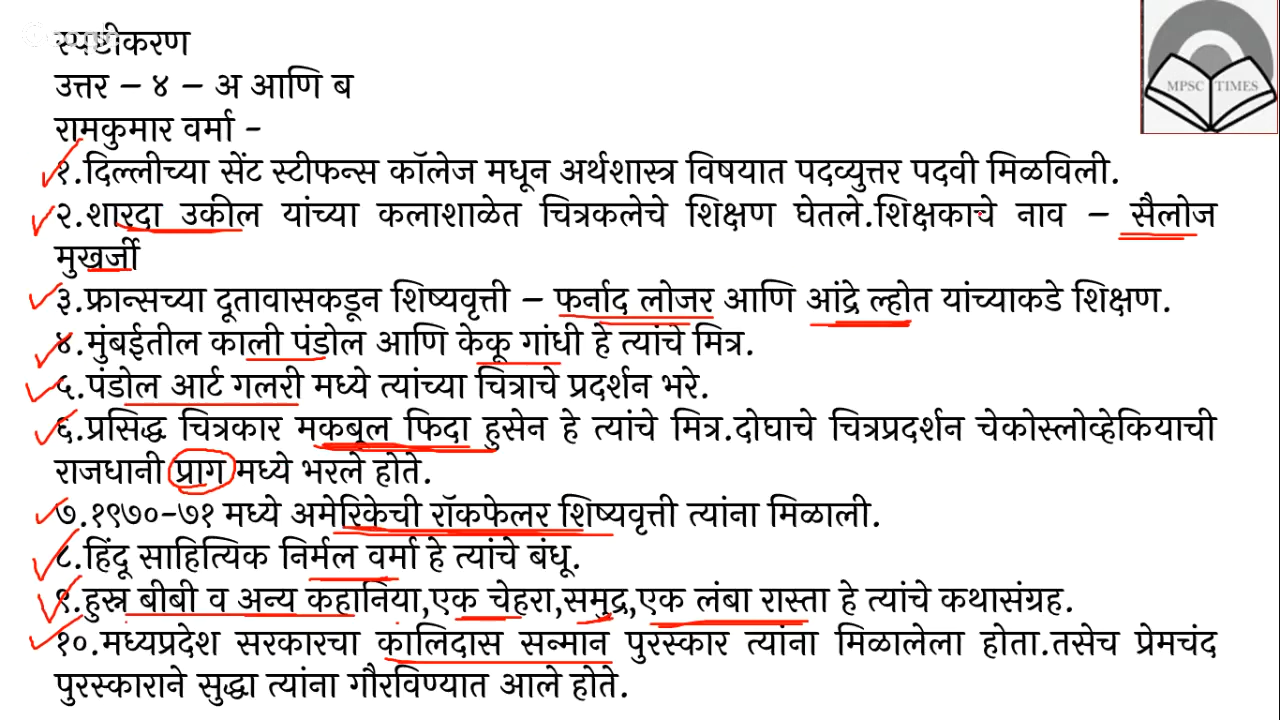 Google
स्पष्टीकरण
उत्तर – ४ – अ आणि ब
रामकुमार वर्मा -
MPSC TIMES
१.दिल्लीच्या सेंट स्टीफन्स कॉलेज मधून अर्थशास्त्र विषयात पदव्युत्तर पदवी मिळविली.
२.शारदा उकील यांच्या कलाशाळेत चित्रकलेचे शिक्षण घेतले.शिक्षकाचे नाव – सैलोज
मुखर्जी
३.फ्रान्सच्या दूतावासकडून शिष्यवृत्ती – फर्नाद लोजर आणि आंद्रे ल्होत यांच्याकडे शिक्षण.
४.मुंबईतील काली पंडोल आणि केकू गांधी हे त्यांचे मित्र.
५.पंडोल आर्ट गलरी मध्ये त्यांच्या चित्राचे प्रदर्शन भरे.
६.प्रसिद्ध चित्रकार मकबूल फिदा हुसेन हे त्यांचे मित्र.दोघाचे चित्रप्रदर्शन चेकोस्लोव्हेकियाची
राजधानी प्राग मध्ये भरले होते.
७.१९७०-७१ मध्ये अमेरिकेची रॉकफेलर शिष्यवृत्ती त्यांना मिळाली.
८.हिंदू साहित्यिक निर्मल वर्मा हे त्यांचे बंधू.
९.हुस्न बीबी व अन्य कहानिया,एक चेहरा,समुद्र,एक लंबा रास्ता हे त्यांचे कथासंग्रह.
१०.मध्यप्रदेश सरकारचा कालिदास सन्मान पुरस्कार त्यांना मिळालेला होता.तसेच प्रेमचंद
पुरस्काराने सुद्धा त्यांना गौरविण्यात आले होते.